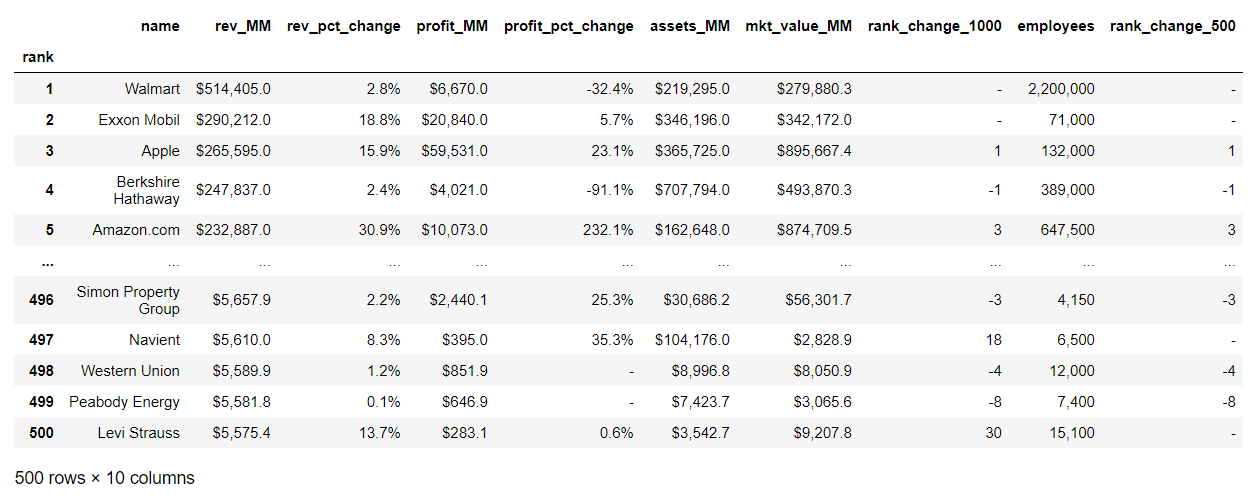 name rev_MM rev_pct_change profit_MM profit_pct_change assets_MM mkt_value_MM rank_change_1000 employees rank_change_500
rank
1 Walmart $514,405.0 2.8% $6,670.0 -32.4% $219,295.0 $279,880.3 - 2,200,000 -
2 Exxon Mobil $290,212.0 18.8% $20,840.0 5.7% $346,196.0 $342,172.0 - 71,000 -
3 Apple $265,595.0 15.9% $59,531.0 23.1% $365,725.0 $895,667.4 1 132,000 1
4 Berkshire Hathaway $247,837.0 2.4% $4,021.0 -91.1% $707,794.0 $493,870.3 -1 389,000 -1
5 Amazon.com $232,887.0 30.9% $10,073.0 232.1% $162,648.0 $874,709.5 3 647,500 3
... ... ... ... ... ... ... ... ... ... ...
496 Simon Property Group $5,657.9 2.2% $2,440.1 25.3% $30,686.2 $56,301.7 -3 4,150 -3
497 Navient $5,610.0 8.3% $395.0 35.3% $104,176.0 $2,828.9 18 6,500 -
498 Western Union $5,589.9 1.2% $851.9 - $8,996.8 $8,050.9 -4 12,000 -4
499 Peabody Energy $5,581.8 0.1% $646.9 - $7,423.7 $3,065.6 -8 7,400 -8
500 Levi Strauss $5,575.4 13.7% $283.1 0.6% $3,542.7 $9,207.8 30 15,100 -
500 rows × 10 columns